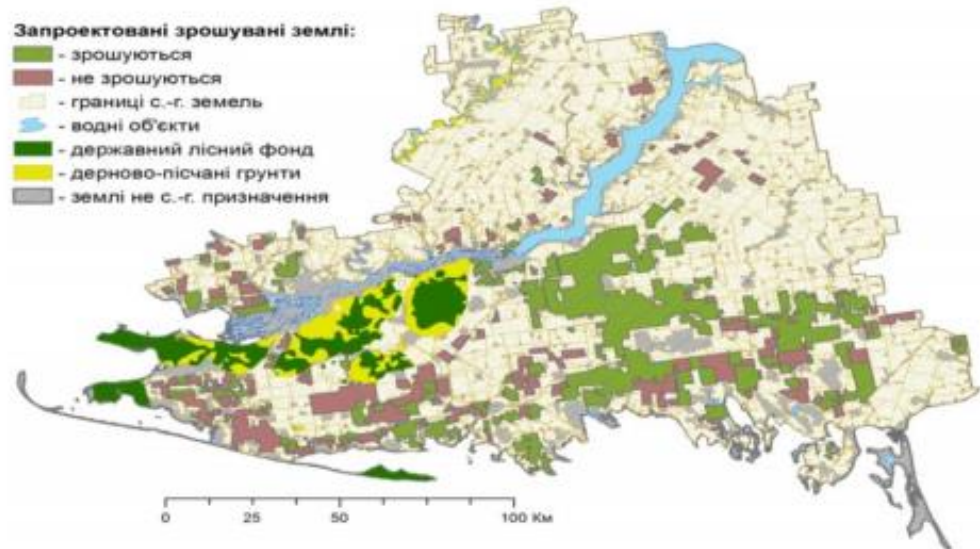 Запроектовані зрошувані землі:
- зрошуються
- не зрошуються
- границі с.-г. земель
- водні об'єкти
- державний лісний фонд
- дерново-пісчані грунти
- землі не с.-г. призначення
0 25 50 100 Км